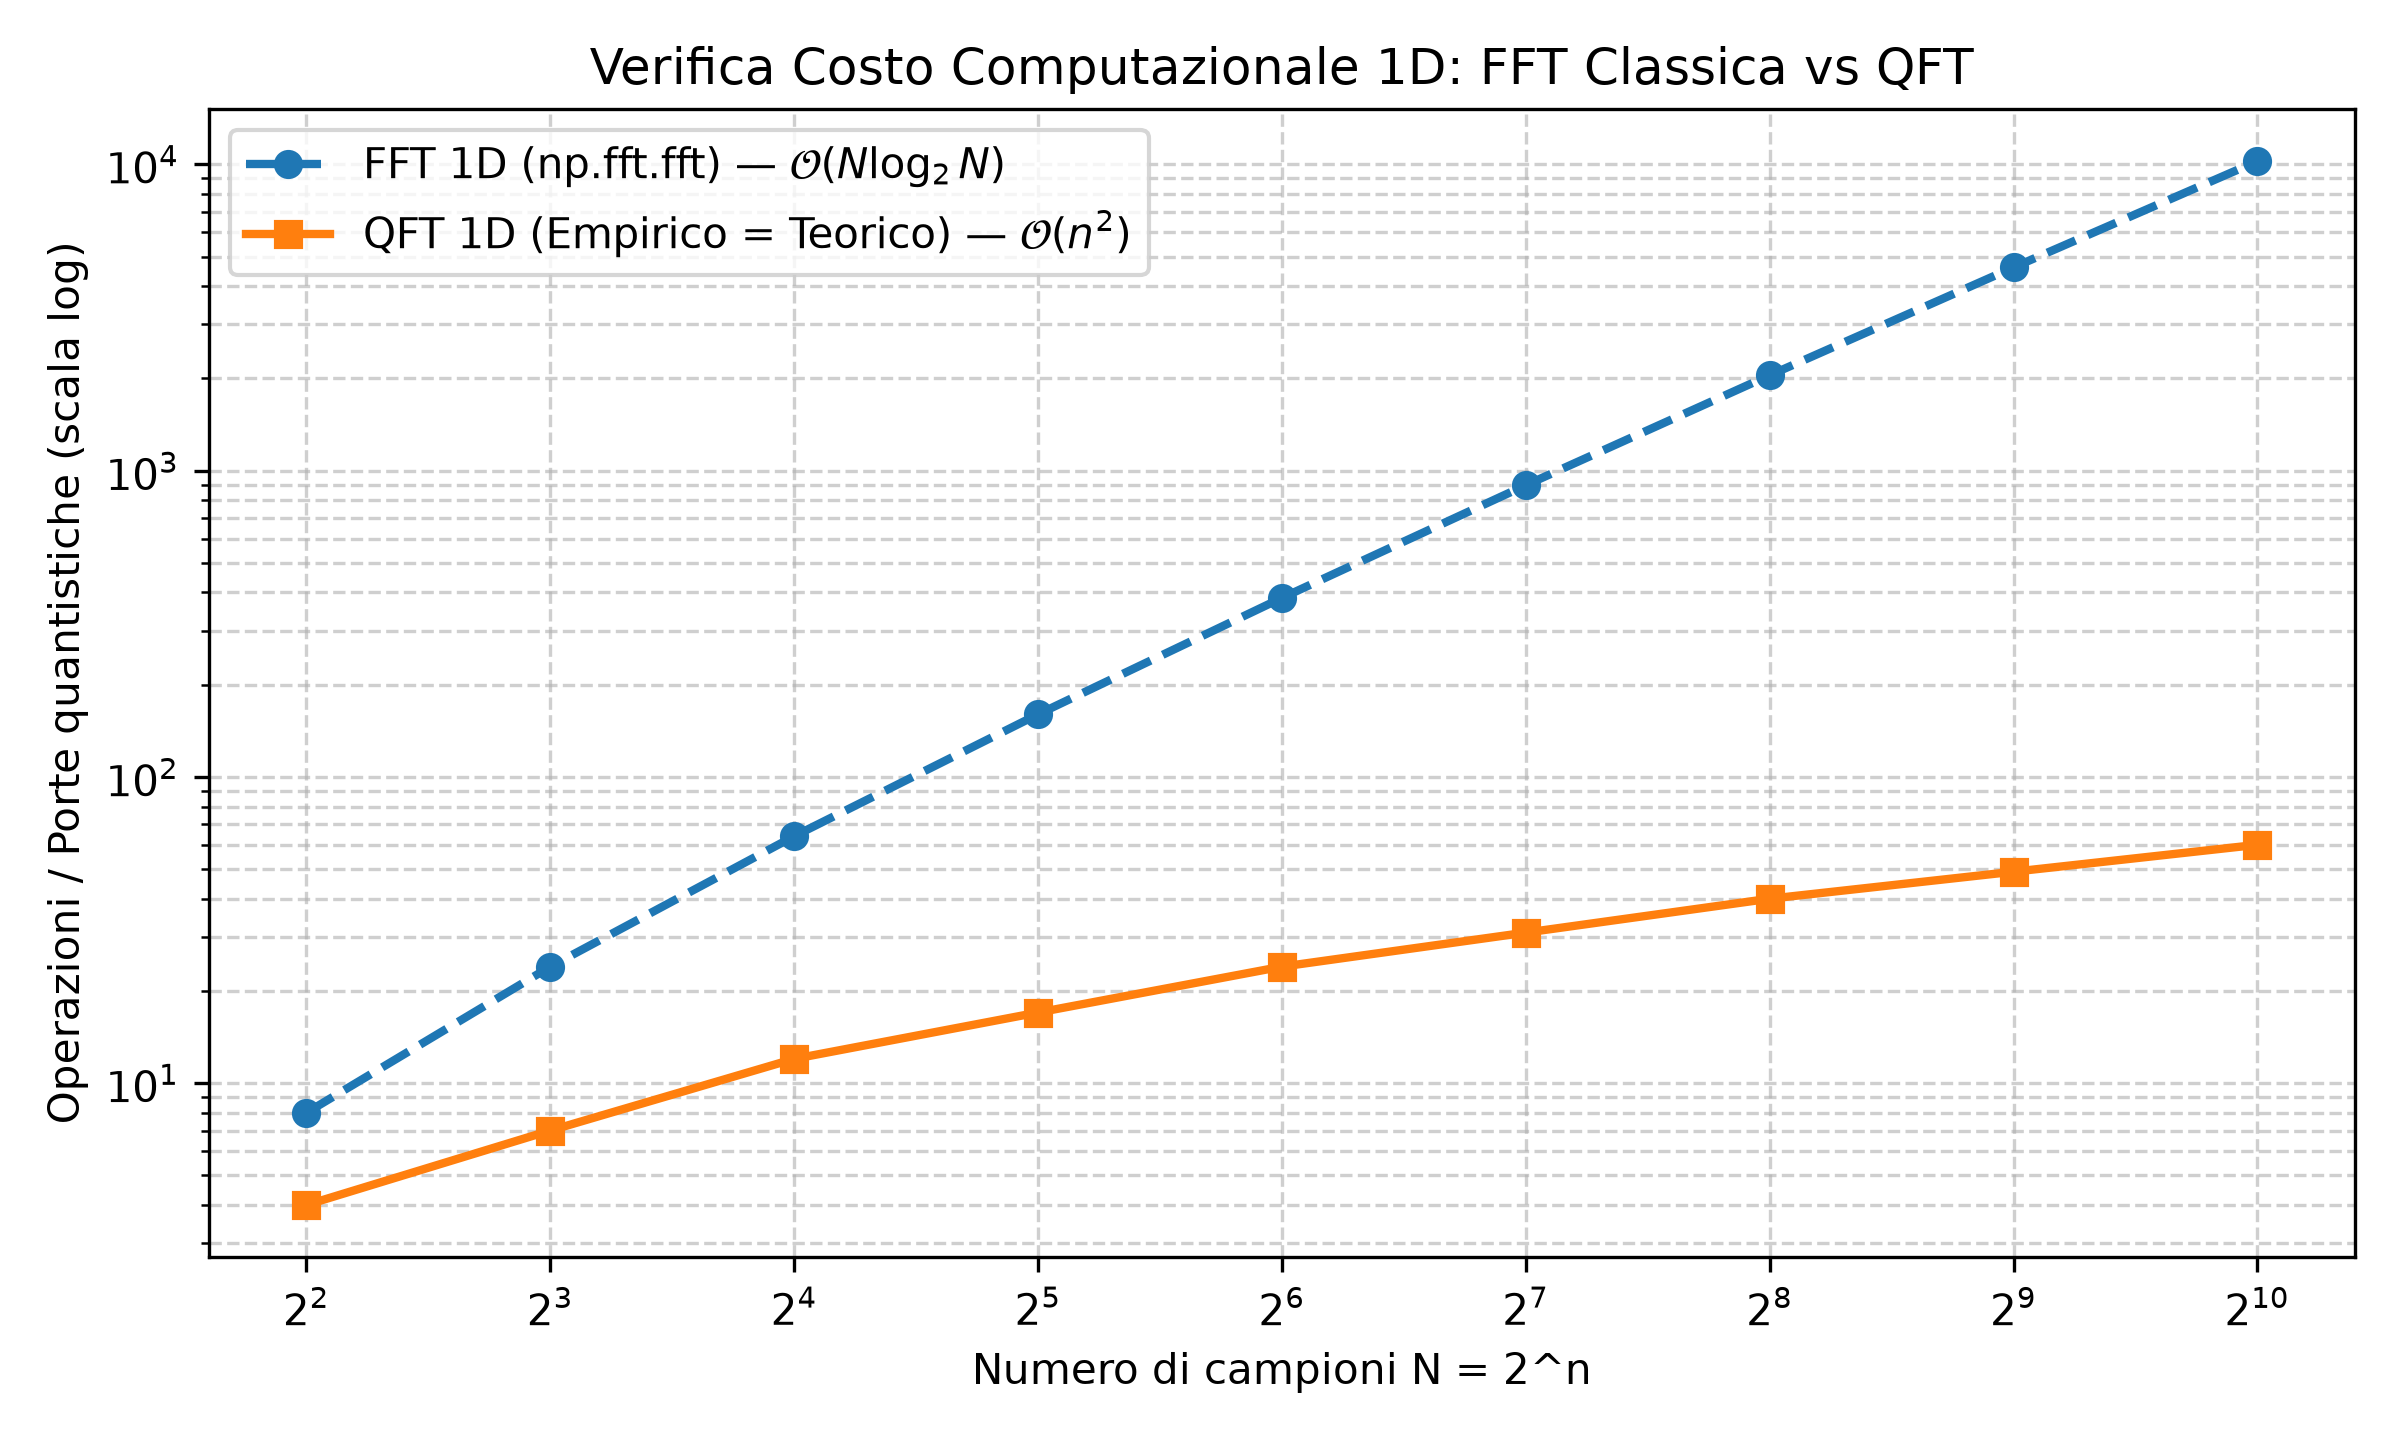 Verifica Costo Computazionale 1D: FFT Classica vs QFT
FFT 1D (np.fft.fft) — 𝒪(N log₂ N)
QFT 1D (Empirico = Teorico) — 𝒪(n²)
Operazioni / Porte quantistiche (scala log)
10⁴
10³
10²
10¹
2² 2³ 2⁴ 2⁵ 2⁶ 2⁷ 2⁸ 2⁹ 2¹⁰
Numero di campioni N = 2^n